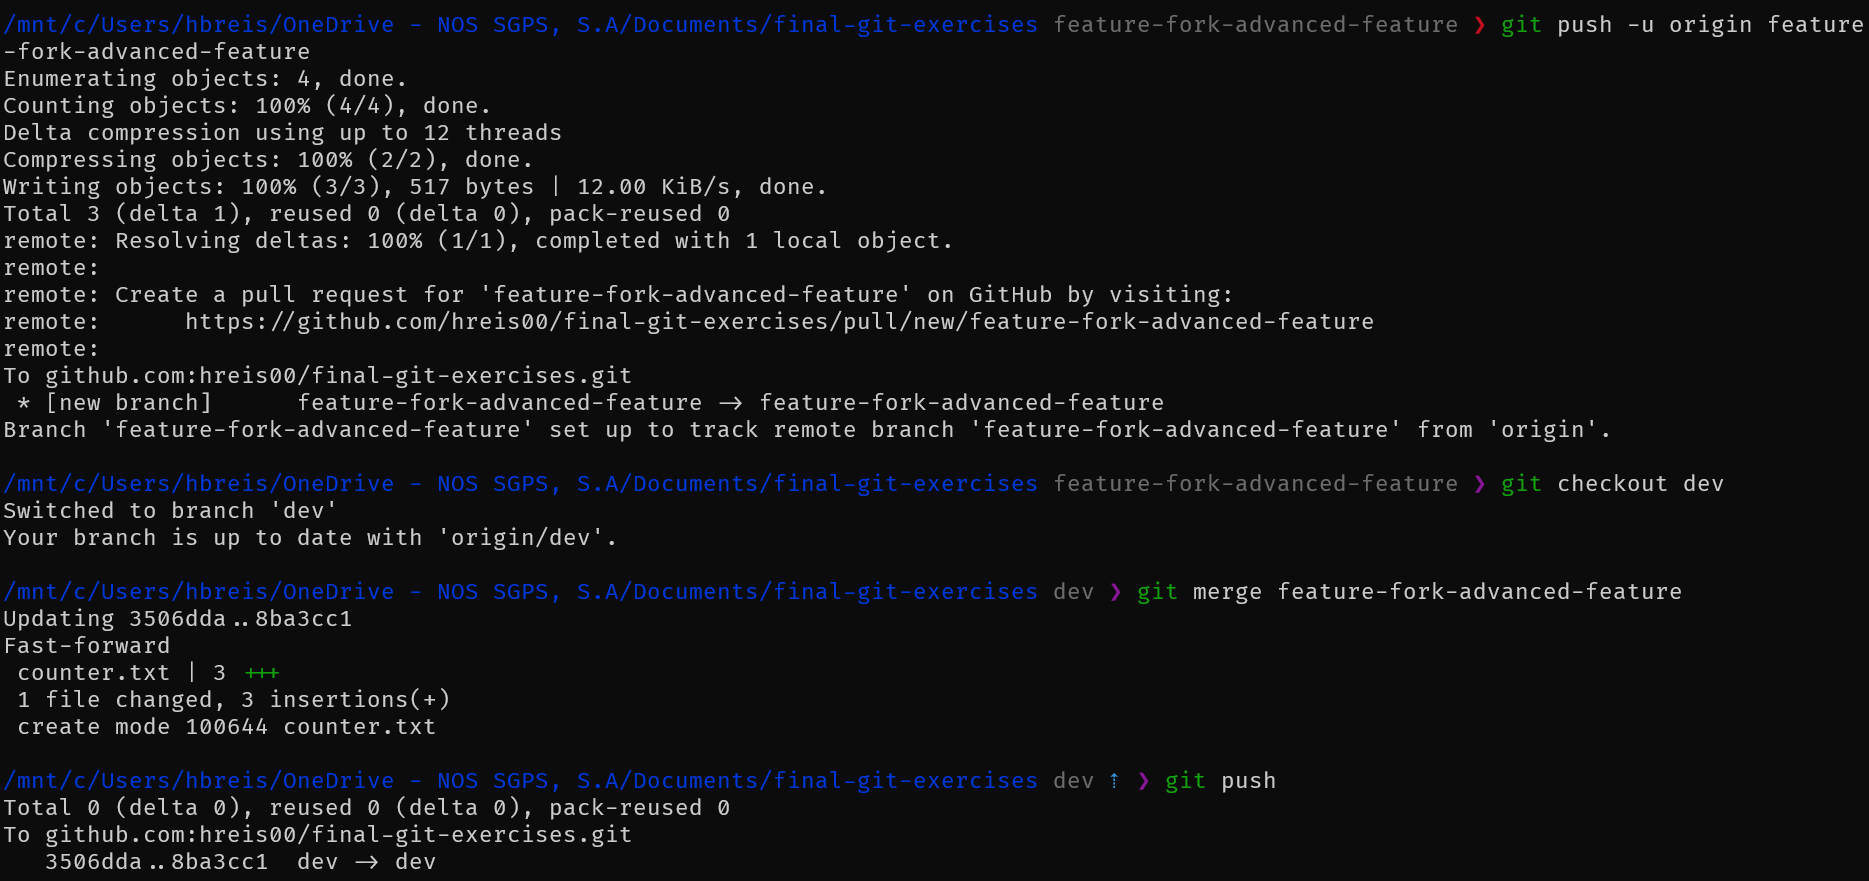 /mnt/c/Users/hbreis/OneDrive - NOS SGPS, S.A/Documents/final-git-exercises feature-fork-advanced-feature ❯ git push -u origin feature
-fork-advanced-feature
Enumerating objects: 4, done.
Counting objects: 100% (4/4), done.
Delta compression using up to 12 threads
Compressing objects: 100% (2/2), done.
Writing objects: 100% (3/3), 517 bytes | 12.00 KiB/s, done.
Total 3 (delta 1), reused 0 (delta 0), pack-reused 0
remote: Resolving deltas: 100% (1/1), completed with 1 local object.
remote:
remote: Create a pull request for 'feature-fork-advanced-feature' on GitHub by visiting:
remote:      https://github.com/hreis00/final-git-exercises/pull/new/feature-fork-advanced-feature
remote:
To github.com:hreis00/final-git-exercises.git
 * [new branch]      feature-fork-advanced-feature -> feature-fork-advanced-feature
Branch 'feature-fork-advanced-feature' set up to track remote branch 'feature-fork-advanced-feature' from 'origin'.
/mnt/c/Users/hbreis/OneDrive - NOS SGPS, S.A/Documents/final-git-exercises feature-fork-advanced-feature ❯ git checkout dev
Switched to branch 'dev'
Your branch is up to date with 'origin/dev'.
/mnt/c/Users/hbreis/OneDrive - NOS SGPS, S.A/Documents/final-git-exercises dev ❯ git merge feature-fork-advanced-feature
Updating 3506dda..8ba3cc1
Fast-forward
 counter.txt | 3 +++
 1 file changed, 3 insertions(+)
 create mode 100644 counter.txt
/mnt/c/Users/hbreis/OneDrive - NOS SGPS, S.A/Documents/final-git-exercises dev ⇡ ❯ git push
Total 0 (delta 0), reused 0 (delta 0), pack-reused 0
To github.com:hreis00/final-git-exercises.git
   3506dda..8ba3cc1  dev -> dev